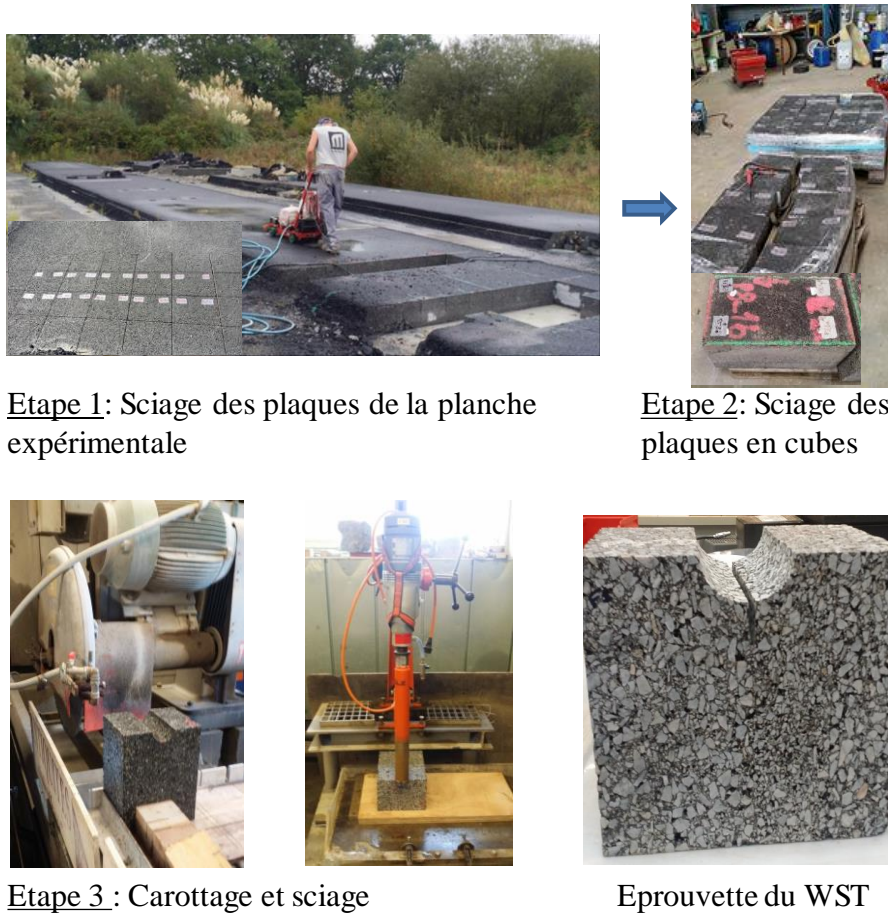 Etape 1: Sciage des plaques de la planche
expérimentale
Etape 2: Sciage des
plaques en cubes
Etape 3 : Carottage et sciage
Eprouvette du WST